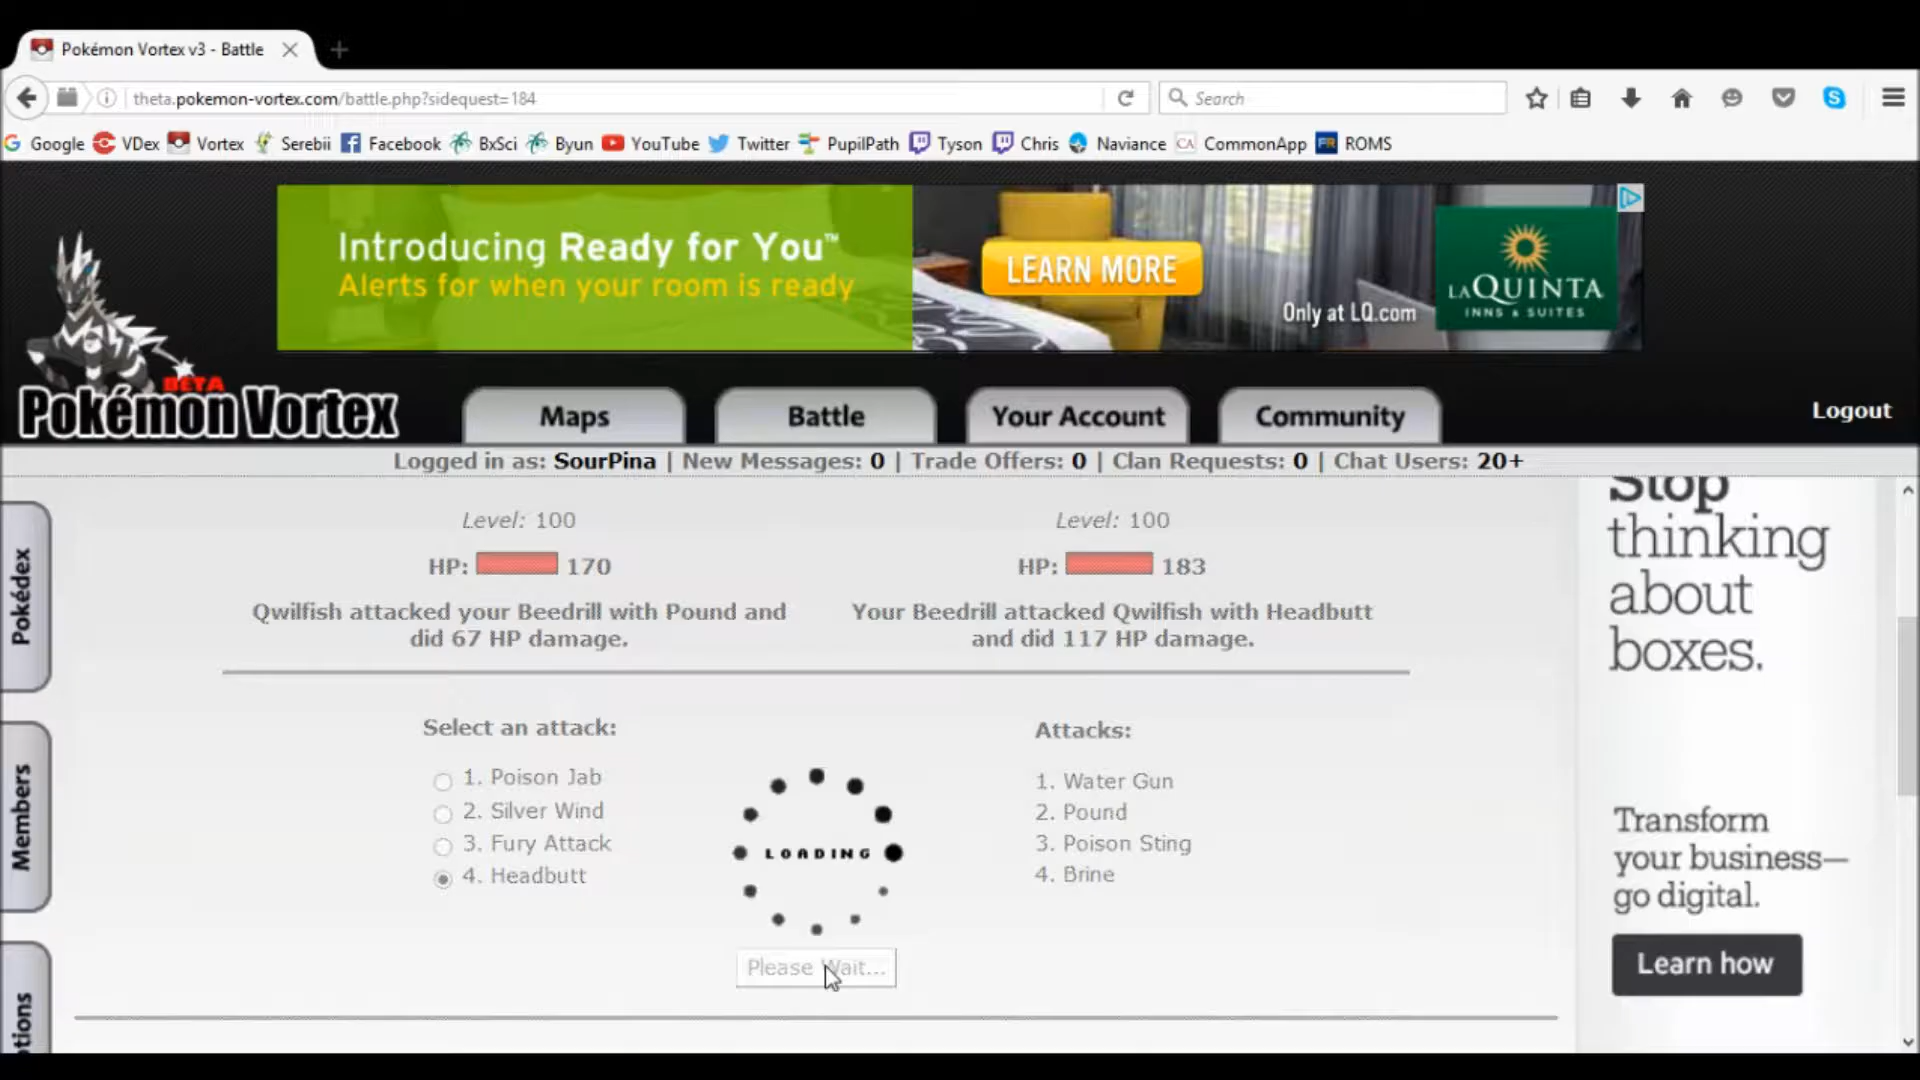 Pokémon Vortex v3 - Battle
theta.pokemon-vortex.com/battle.php?sidequest=184
Search
Google VDex Vortex Serebii Facebook BxSci Byun YouTube Twitter PupilPath Tyson Chris Naviance CA CommonApp FR ROMS
Introducing Ready for You™
Alerts for when your room is ready
LEARN MORE
Only at LQ.com
LAQUINTA
INNS & SUITES
BETA
Pokémon Vortex
Maps
Battle
Your Account
Community
Logout
Logged in as: SourPina | New Messages: 0 | Trade Offers: 0 | Clan Requests: 0 | Chat Users: 20+
Pokédex
Members
tions
Level: 100
HP: 170
Qwilfish attacked your Beedrill with Pound and
did 67 HP damage.
Level: 100
HP: 183
Your Beedrill attacked Qwilfish with Headbutt
and did 117 HP damage.
Select an attack:
1. Poison Jab
2. Silver Wind
3. Fury Attack
4. Headbutt
LOADING
Please Wait...
Attacks:
1. Water Gun
2. Pound
3. Poison Sting
4. Brine
Stop
thinking
about
boxes.
Transform
your business—
go digital.
Learn how